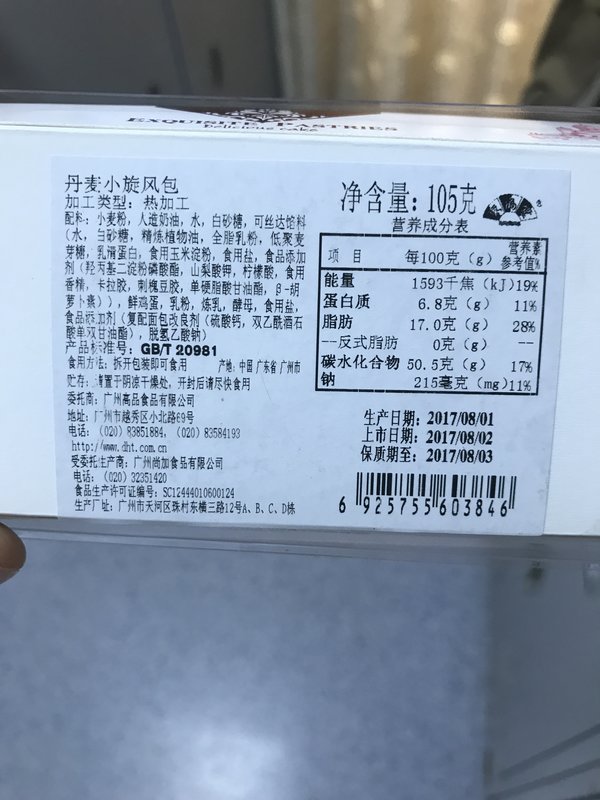 EXQUISITE PASTRIES
Delicious cake
丹麦小旋风包
加工类型：热加工
配料：小麦粉，人造奶油，水，白砂糖，可丝达馅料
（水，白砂糖，精炼植物油，全脂乳粉，低聚麦
芽糖，乳清蛋白，食用玉米淀粉，食用盐，食品添加
剂（羟丙基二淀粉磷酸酯，山梨酸钾，柠檬酸，食用
香精，卡拉胶，刺槐豆胶，单硬脂酸甘油酯，β-胡
萝卜素）），鲜鸡蛋，乳粉，炼乳，酵母，食用盐，
食品添加剂（复配面包改良剂（硫酸钙，双乙酰酒石
酸单双甘油酯），脱氢乙酸钠）
产品标准号：GB/T 20981
食用方法：拆开包装即可食用 产地：中国 广东省 广州市
贮存：请置于阴凉干燥处，开封后请尽快食用
委托商：广州高品食品有限公司
地址：广州市越秀区小北路69号
电话：（020）83851884，（020）83584193
http://www.dht.com.cn
受委托生产商：广州尚加食品有限公司
电话：（020）32351420
食品生产许可证编号：SC12444010600124
生产厂址：广州市天河区珠村东横三路12号A、B、C、D栋
净含量：105克
营养成分表
项 目 每100克（g） 营养素参考值%
能量 1593千焦（kJ）19%
蛋白质 6.8克（g） 11%
脂肪 17.0克（g） 28%
--反式脂肪 0克（g） --
碳水化合物 50.5克（g） 17%
钠 215毫克（mg）11%
生产日期：2017/08/01
上市日期：2017/08/02
保质期至：2017/08/03
6 925755 603846